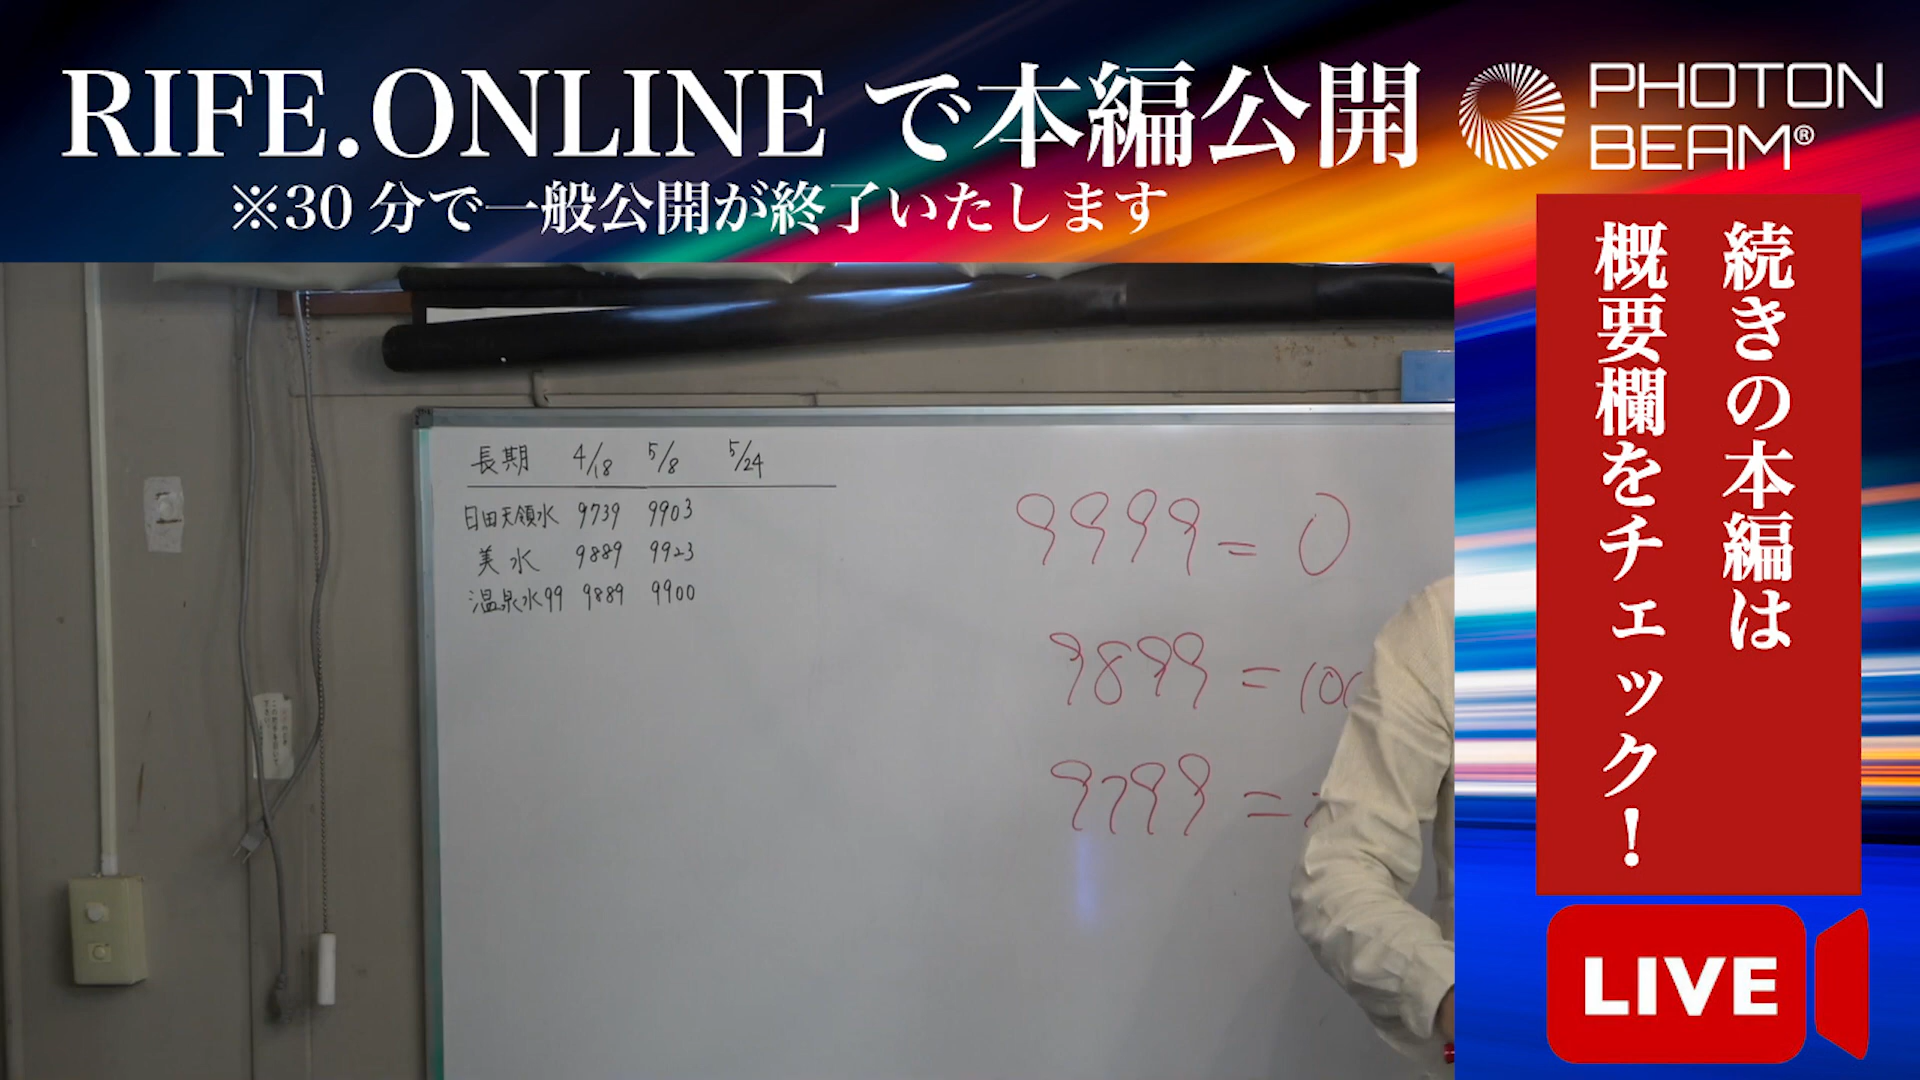 RIFE.ONLINE で本編公開
※30 分で一般公開が終了いたします
PHOTON
BEAM®
続きの本編は
概要欄をチェック!
長期 4/18 5/8 5/24
日田天領水 9739 9903
美水 9889 9923
温泉水99 9889 9900
9999 = 0
9899 = 100
9799 =
LIVE